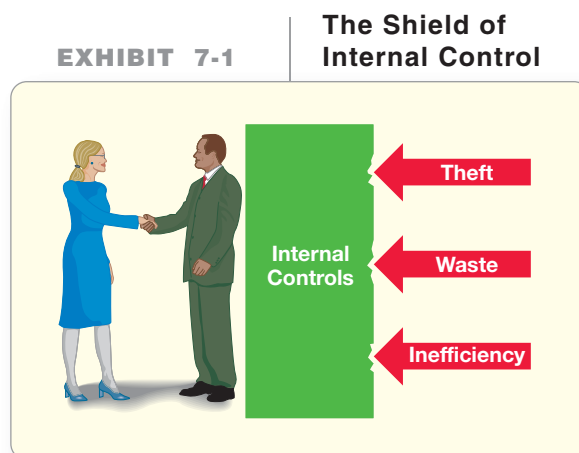 EXHIBIT 7-1
The Shield of
Internal Control
Internal
Controls
Theft
Waste
Inefficiency